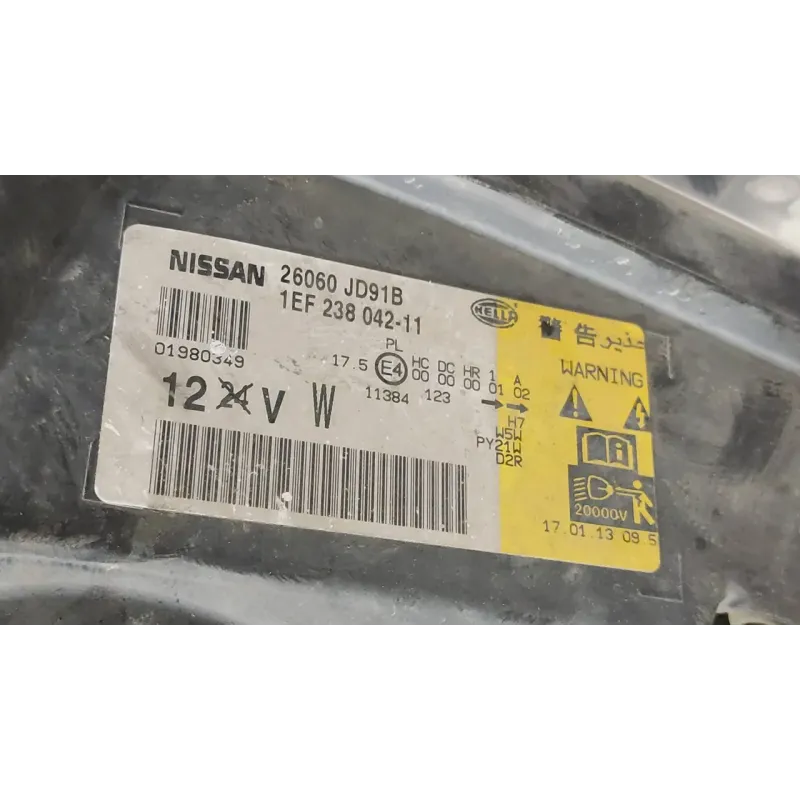 NISSAN 26060 JD91B
1EF 238 042-11
HELLA
01980349
PL
17.5 E4 HC DC HR 1 A
00 00 00 01 02
11384 123
12 24 V W
H7
W5W
PY21W
D2R
警告 تحذير
WARNING
20000V
17.01.13 09.5